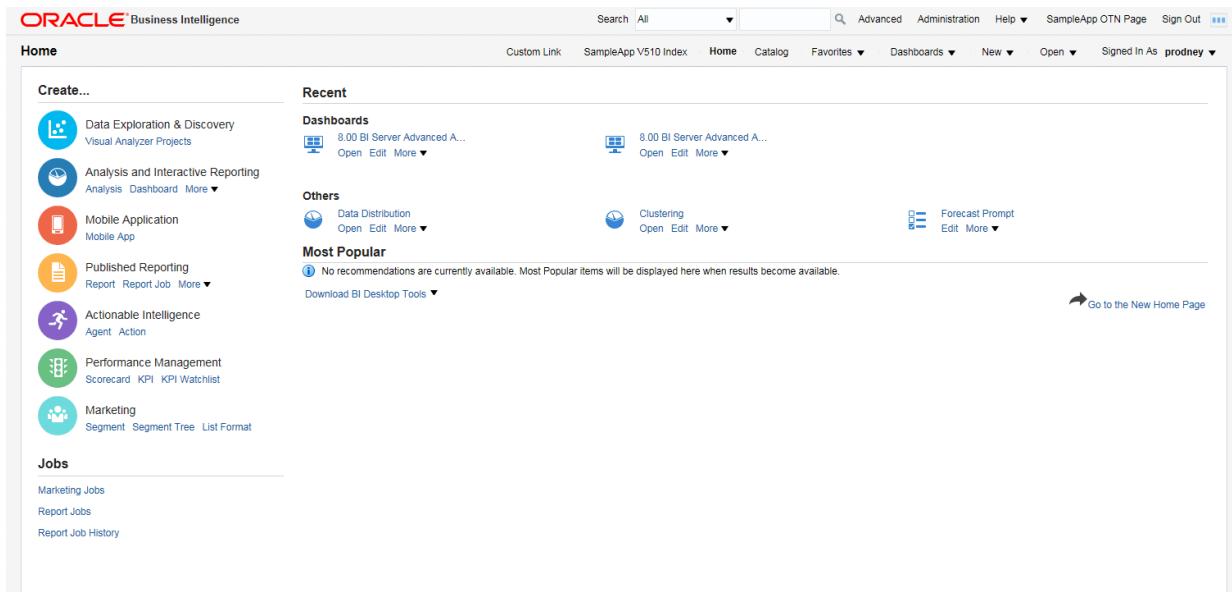 ORACLE Business Intelligence
Search All Advanced Administration Help SampleApp OTN Page Sign Out
Home
Custom Link SampleApp V510 Index Home Catalog Favorites Dashboards New Open Signed In As prodney
Create...
Data Exploration & Discovery
Visual Analyzer Projects
Analysis and Interactive Reporting
Analysis Dashboard More
Mobile Application
Mobile App
Published Reporting
Report Report Job More
Actionable Intelligence
Agent Action
Performance Management
Scorecard KPI KPI Watchlist
Marketing
Segment Segment Tree List Format
Jobs
Marketing Jobs
Report Jobs
Report Job History
Recent
Dashboards
8.00 BI Server Advanced A...
Open Edit More
8.00 BI Server Advanced A...
Open Edit More
Others
Data Distribution
Open Edit More
Clustering
Open Edit More
Forecast Prompt
Edit More
Most Popular
No recommendations are currently available. Most Popular items will be displayed here when results become available.
Download BI Desktop Tools
Go to the New Home Page